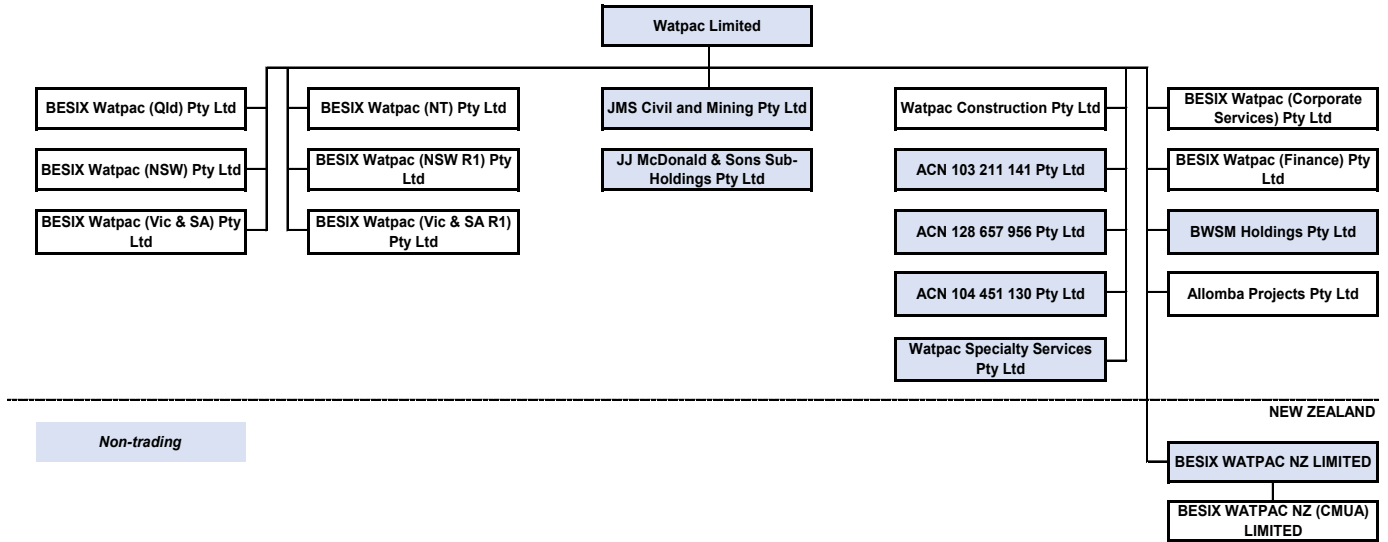 Watpac Limited
BESIX Watpac (Qld) Pty Ltd
BESIX Watpac (NT) Pty Ltd
JMS Civil and Mining Pty Ltd
Watpac Construction Pty Ltd
BESIX Watpac (Corporate
Services) Pty Ltd
BESIX Watpac (NSW) Pty Ltd
BESIX Watpac (NSW R1) Pty
Ltd
JJ McDonald & Sons Sub-
Holdings Pty Ltd
ACN 103 211 141 Pty Ltd
BESIX Watpac (Finance) Pty
Ltd
BESIX Watpac (Vic & SA) Pty
Ltd
BESIX Watpac (Vic & SA R1)
Pty Ltd
ACN 128 657 956 Pty Ltd
BWSM Holdings Pty Ltd
ACN 104 451 130 Pty Ltd
Allomba Projects Pty Ltd
Watpac Specialty Services
Pty Ltd
NEW ZEALAND
Non-trading
BESIX WATPAC NZ LIMITED
BESIX WATPAC NZ (CMUA)
LIMITED